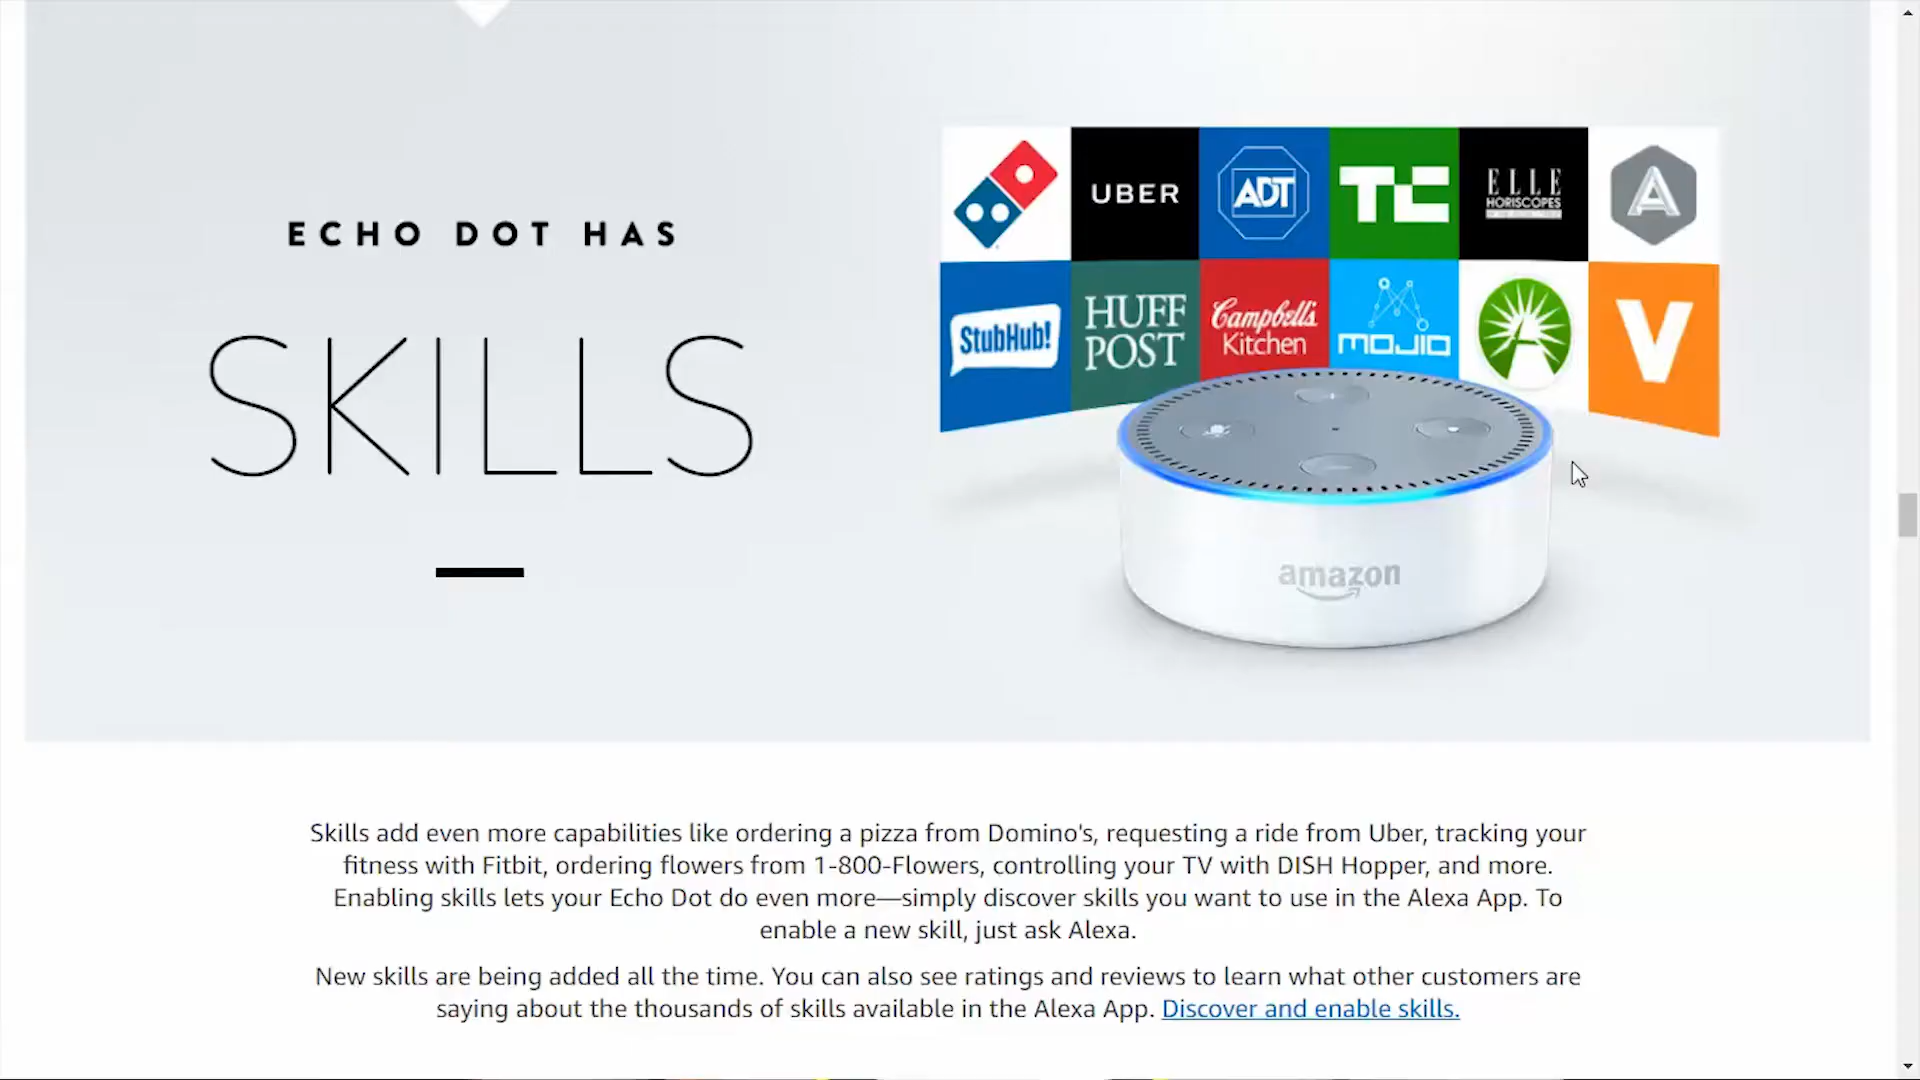 ECHO DOT HAS
SKILLS
UBER
ADT
TC
ELLE
HORISCOPES
A
StubHub!
HUFF
POST
Campbell's
Kitchen
MOJIO
V
amazon
Skills add even more capabilities like ordering a pizza from Domino's, requesting a ride from Uber, tracking your
fitness with Fitbit, ordering flowers from 1-800-Flowers, controlling your TV with DISH Hopper, and more.
Enabling skills lets your Echo Dot do even more—simply discover skills you want to use in the Alexa App. To
enable a new skill, just ask Alexa.
New skills are being added all the time. You can also see ratings and reviews to learn what other customers are
saying about the thousands of skills available in the Alexa App. Discover and enable skills.